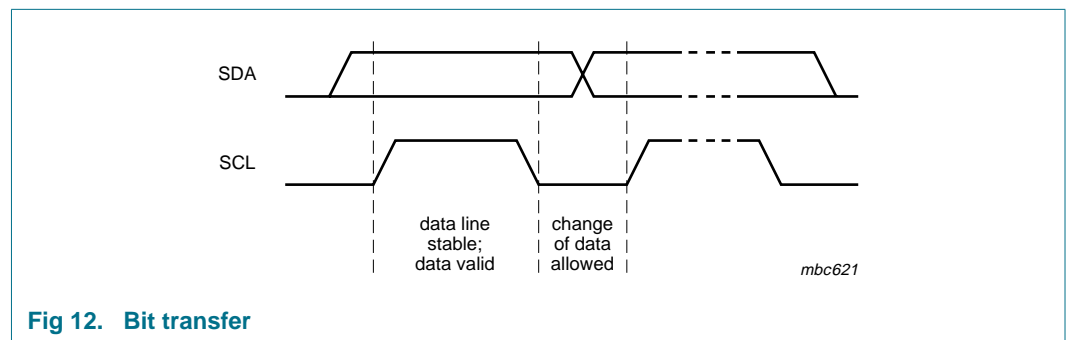 SDA
SCL
data line
stable;
data valid
change
of data
allowed
mbc621
Fig 12. Bit transfer